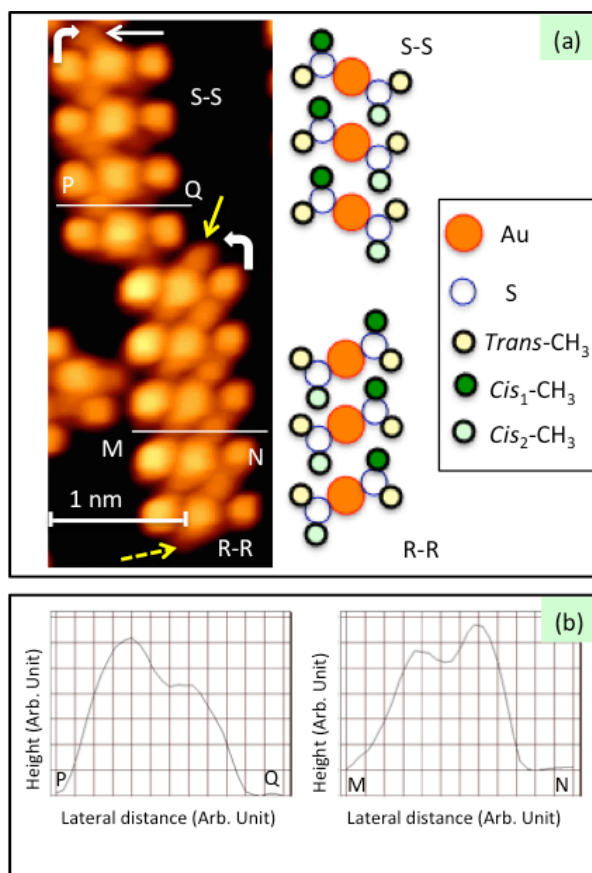 (a)
S-S
S-S
P
Q
M
N
1 nm
R-R
R-R
Au
S
Trans-CH₃
Cis₁-CH₃
Cis₂-CH₃
(b)
Height (Arb. Unit)
P
Q
Lateral distance (Arb. Unit)
Height (Arb. Unit)
M
N
Lateral distance (Arb. Unit)